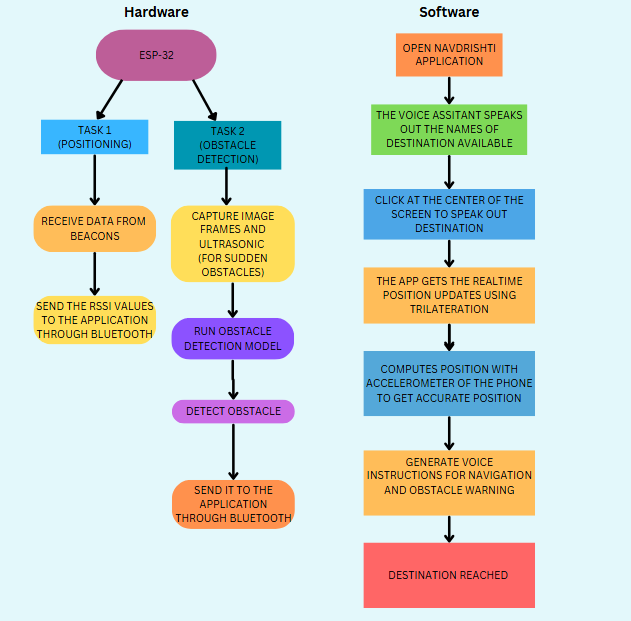 Hardware
ESP-32
TASK 1
(POSITIONING)
RECEIVE DATA FROM
BEACONS
SEND THE RSSI VALUES
TO THE APPLICATION
THROUGH BLUETOOTH
TASK 2
(OBSTACLE
DETECTION)
CAPTURE IMAGE
FRAMES AND
ULTRASONIC
(FOR SUDDEN
OBSTACLES)
RUN OBSTACLE
DETECTION MODEL
DETECT OBSTACLE
SEND IT TO THE
APPLICATION
THROUGH BLUETOOTH
Software
OPEN NAVDRISHTI
APPLICATION
THE VOICE ASSITANT SPEAKS
OUT THE NAMES OF
DESTINATION AVAILABLE
CLICK AT THE CENTER OF THE
SCREEN TO SPEAK OUT
DESTINATION
THE APP GETS THE REALTIME
POSITION UPDATES USING
TRILATERATION
COMPUTES POSITION WITH
ACCELEROMETER OF THE PHONE
TO GET ACCURATE POSITION
GENERATE VOICE
INSTRUCTIONS FOR NAVIGATION
AND OBSTACLE WARNING
DESTINATION REACHED